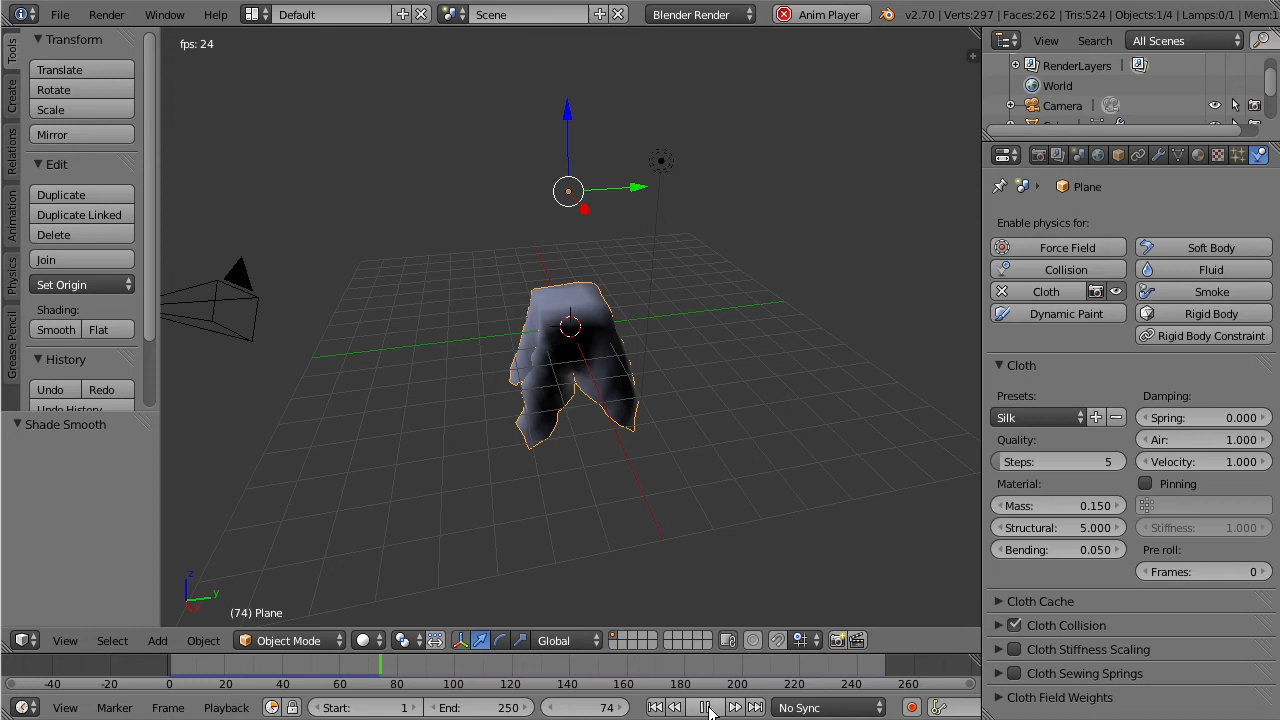 File Render Window Help Default Scene Blender Render Anim Player v2.70 | Verts:297 | Faces:262 | Tris:524 | Objects:1/4 | Lamps:0/1 | Mem:1
Tools
Create
Relations
Animation
Physics
Grease Pencil
Transform
Translate
Rotate
Scale
Mirror
Edit
Duplicate
Duplicate Linked
Delete
Join
Set Origin
Shading:
Smooth Flat
History
Undo Redo
Shade Smooth
fps: 24
z
y
(74) Plane
View Select Add Object Object Mode Global
-40 -20 0 20 40 60 80 100 120 140 160 180 200 220 240 260
View Marker Frame Playback Start: 1 End: 250 74 No Sync
View Search All Scenes
RenderLayers
World
Camera
Plane
Enable physics for:
Force Field Soft Body
Collision Fluid
Cloth Smoke
Dynamic Paint Rigid Body
Rigid Body Constraint
Cloth
Presets: Damping:
Silk Spring: 0.000
Quality: Air: 1.000
Steps: 5 Velocity: 1.000
Material: Pinning
Mass: 0.150
Structural: 5.000 Stiffness: 1.000
Bending: 0.050 Pre roll:
Frames: 0
Cloth Cache
Cloth Collision
Cloth Stiffness Scaling
Cloth Sewing Springs
Cloth Field Weights